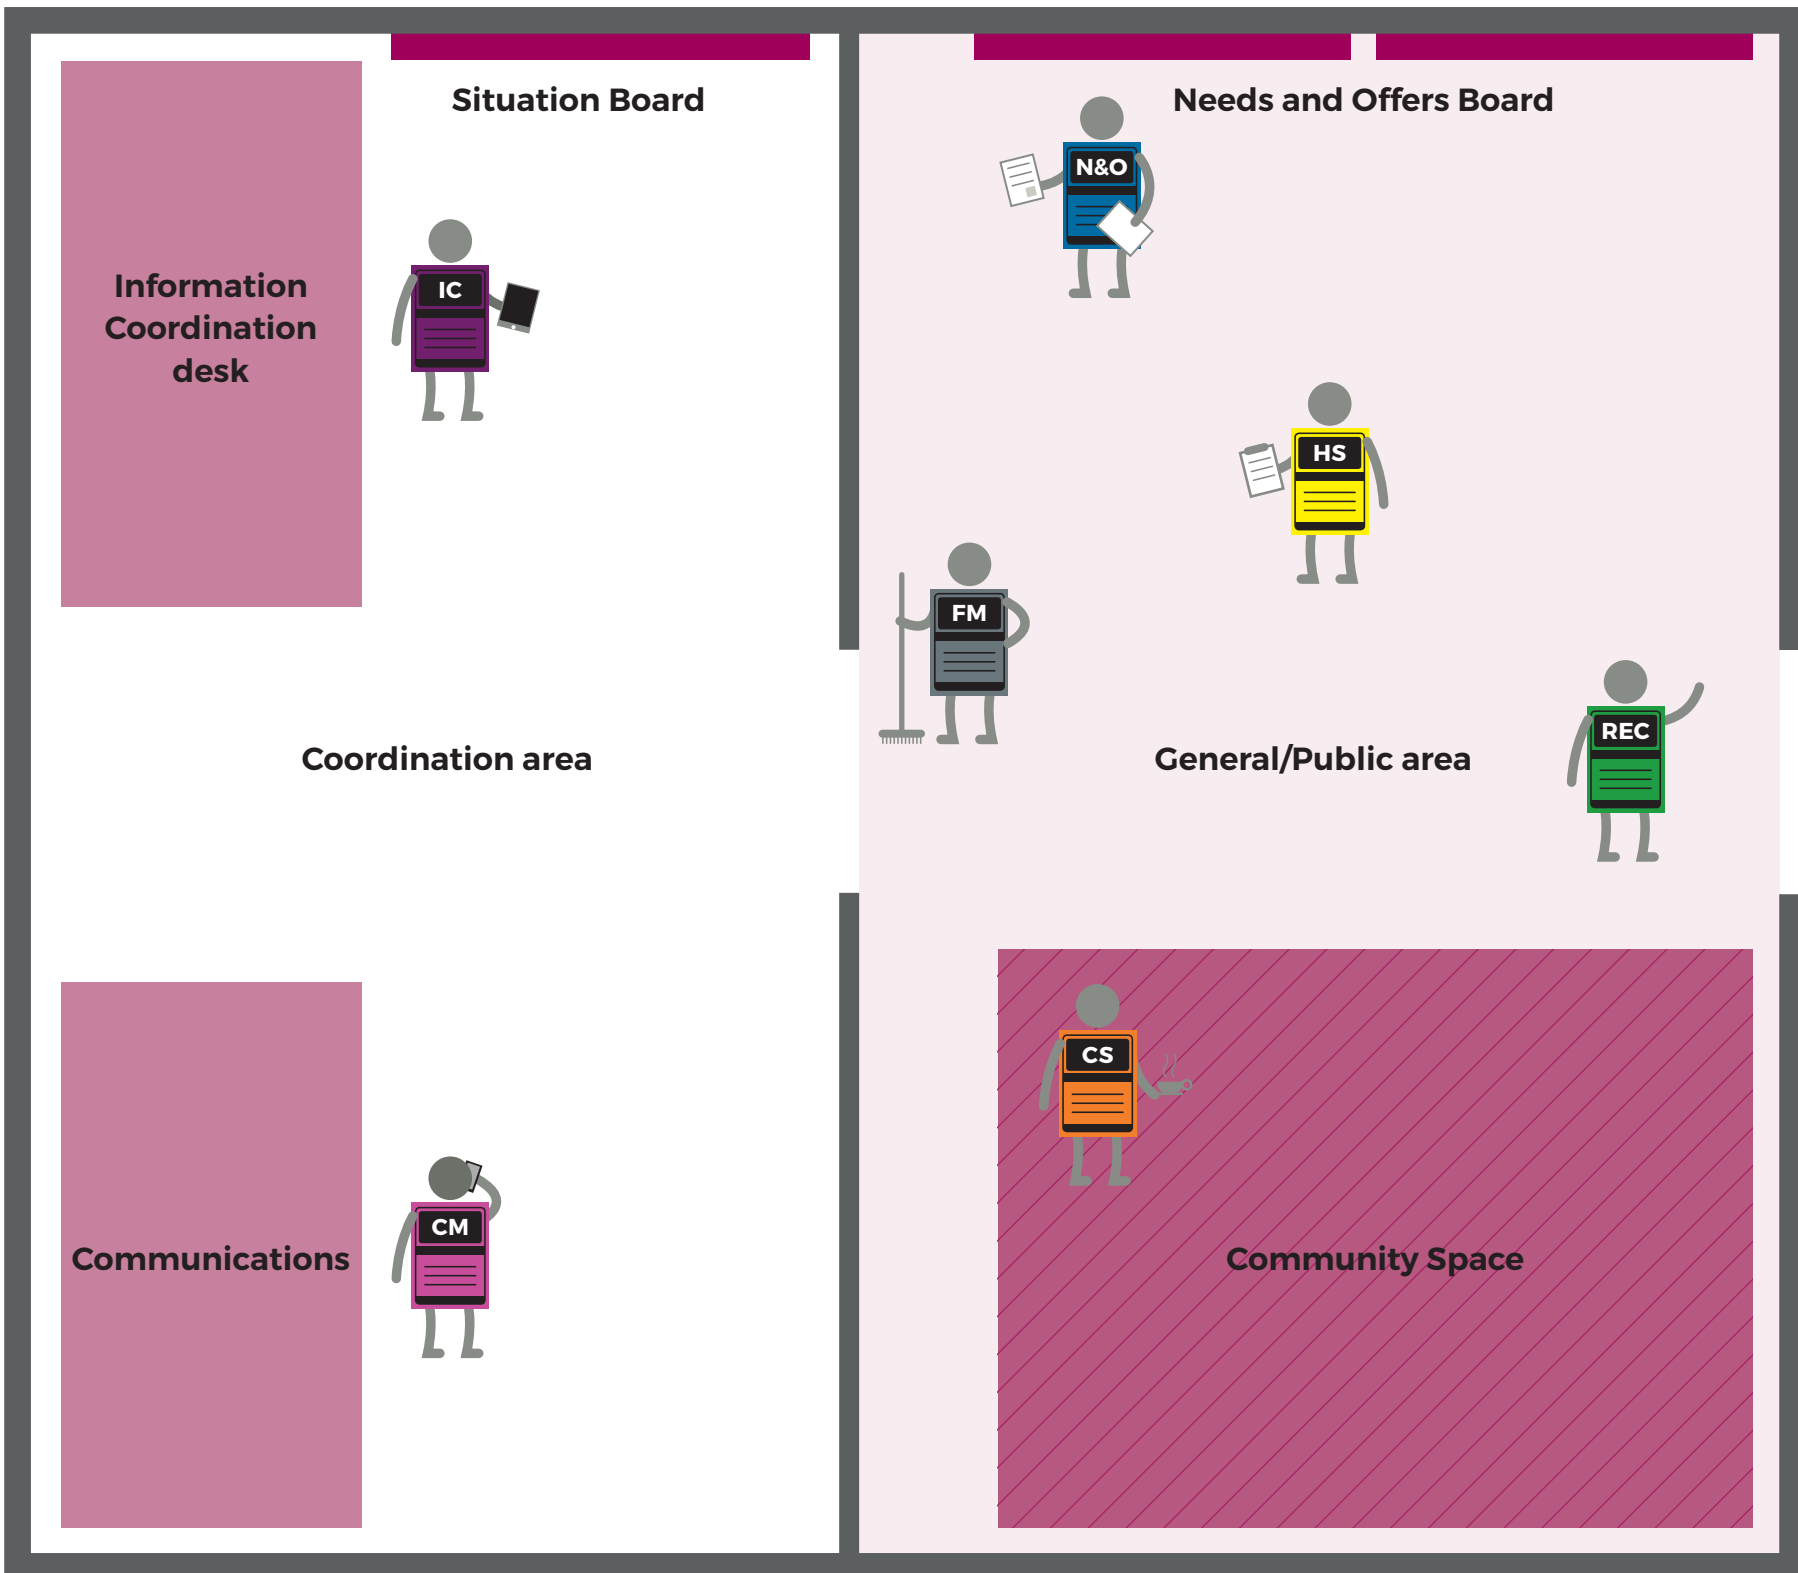 Situation Board
Needs and Offers Board
N&O
Information
Coordination
desk
IC
HS
FM
REC
Coordination area
General/Public area
CS
CM
Communications
Community Space